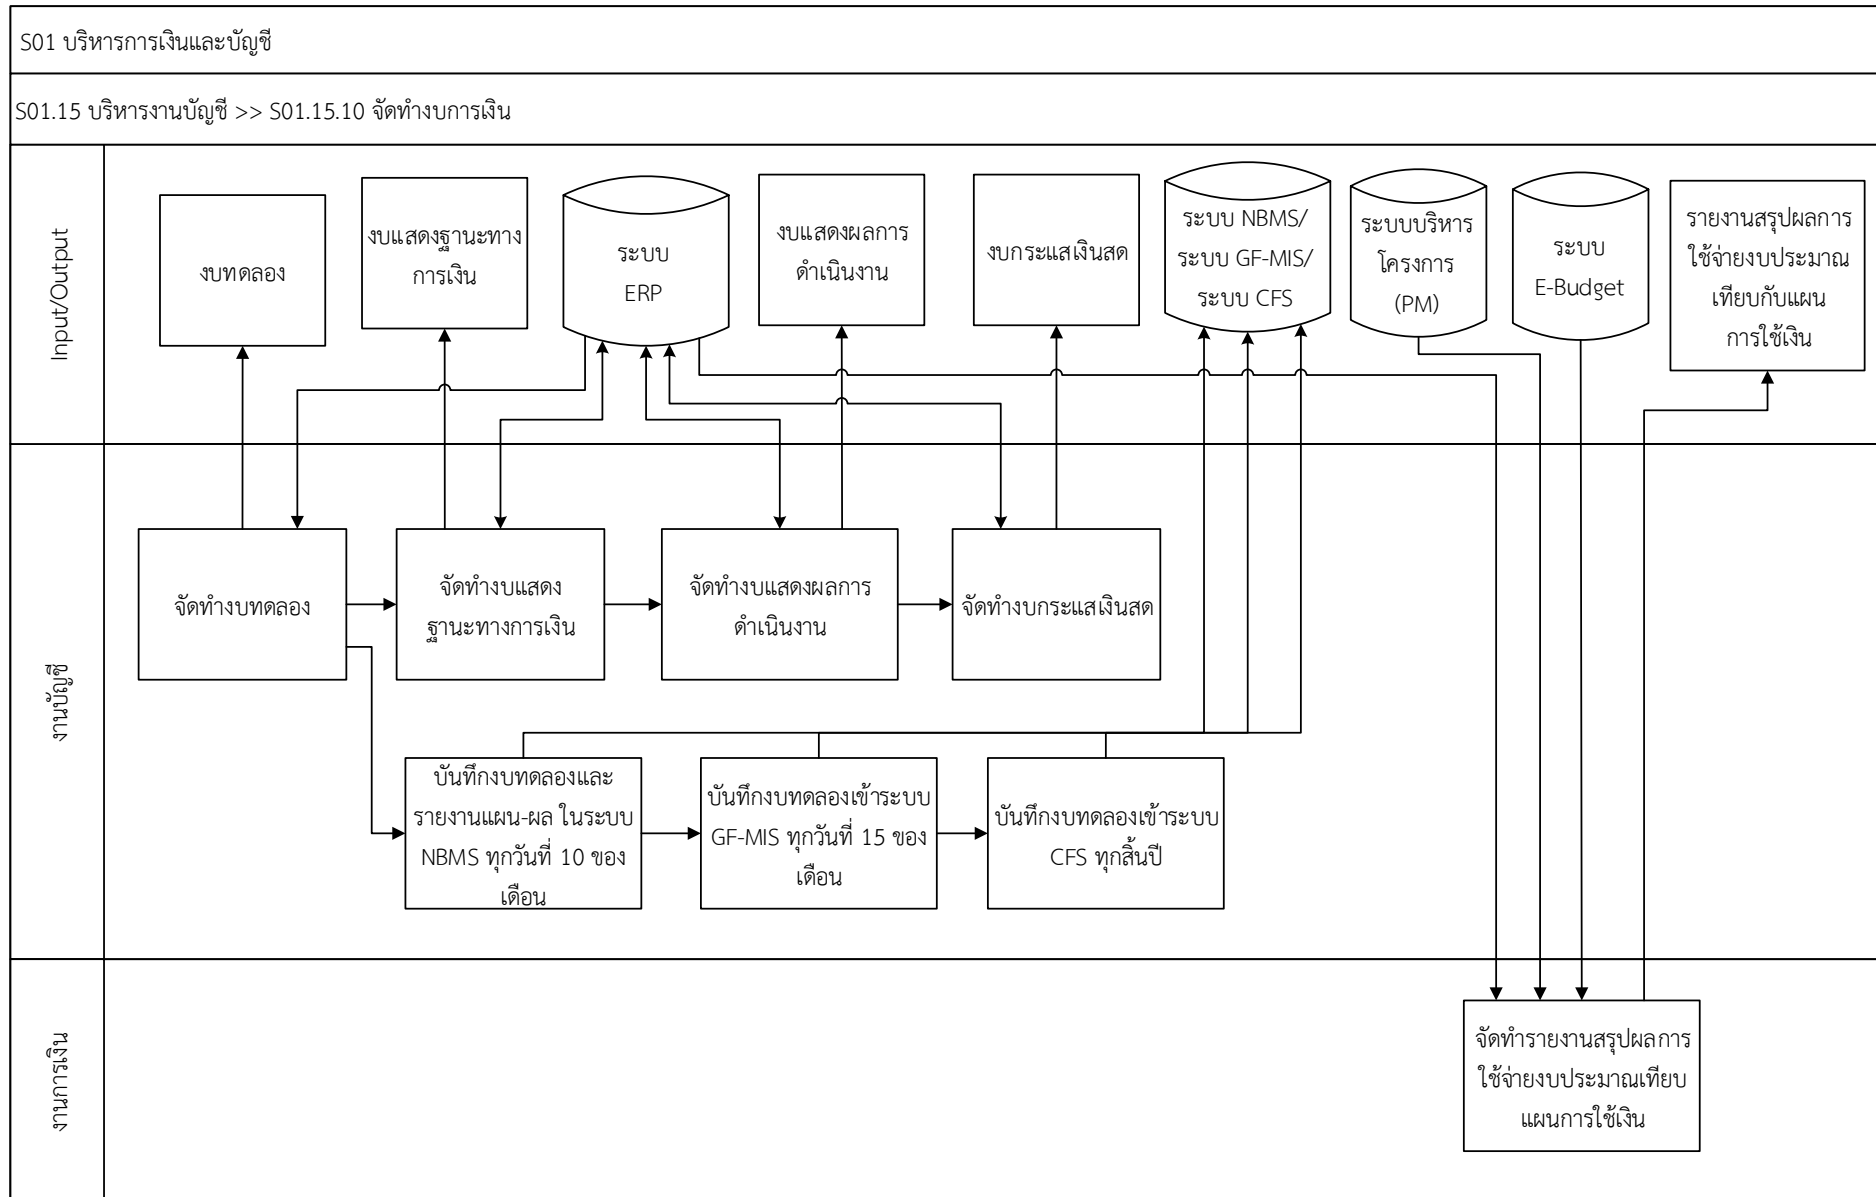 S01 บริหารการเงินและบัญชี
S01.15 บริหารงานบัญชี >> S01.15.10 จัดทำงบการเงิน
Input/Output
งบทดลอง
งบแสดงฐานะทาง
การเงิน
ระบบ
ERP
งบแสดงผลการ
ดำเนินงาน
งบกระแสเงินสด
ระบบ NBMS/
ระบบ GF-MIS/
ระบบ CFS
ระบบบริหาร
โครงการ
(PM)
ระบบ
E-Budget
รายงานสรุปผลการ
ใช้จ่ายงบประมาณ
เทียบกับแผน
การใช้เงิน
งานบัญชี
จัดทำงบทดลอง
จัดทำงบแสดง
ฐานะทางการเงิน
จัดทำงบแสดงผลการ
ดำเนินงาน
จัดทำงบกระแสเงินสด
บันทึกงบทดลองและ
รายงานแผน-ผล ในระบบ
NBMS ทุกวันที่ 10 ของ
เดือน
บันทึกงบทดลองเข้าระบบ
GF-MIS ทุกวันที่ 15 ของ
เดือน
บันทึกงบทดลองเข้าระบบ
CFS ทุกสิ้นปี
งานการเงิน
จัดทำรายงานสรุปผลการ
ใช้จ่ายงบประมาณเทียบ
แผนการใช้เงิน